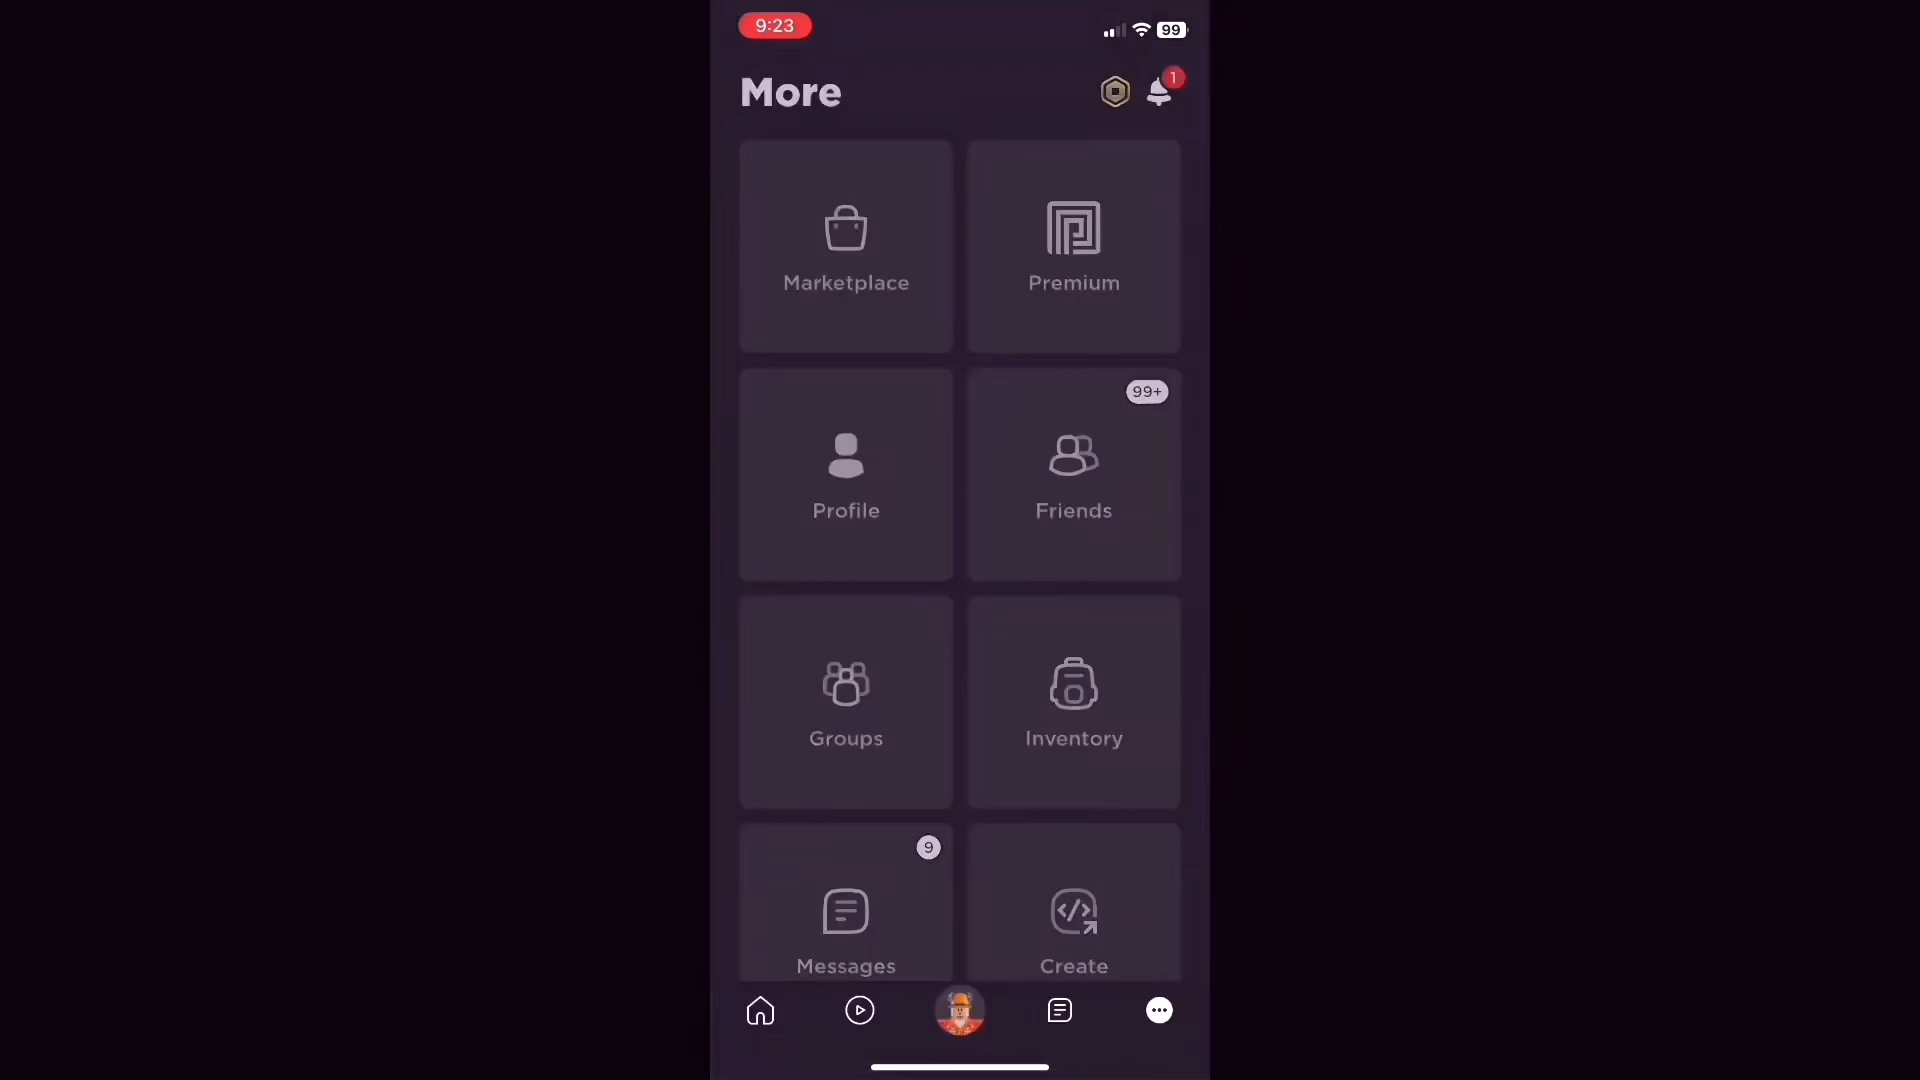 9:23
99
More
1
Marketplace
Premium
99+
Profile
Friends
Groups
Inventory
9
Messages
Create